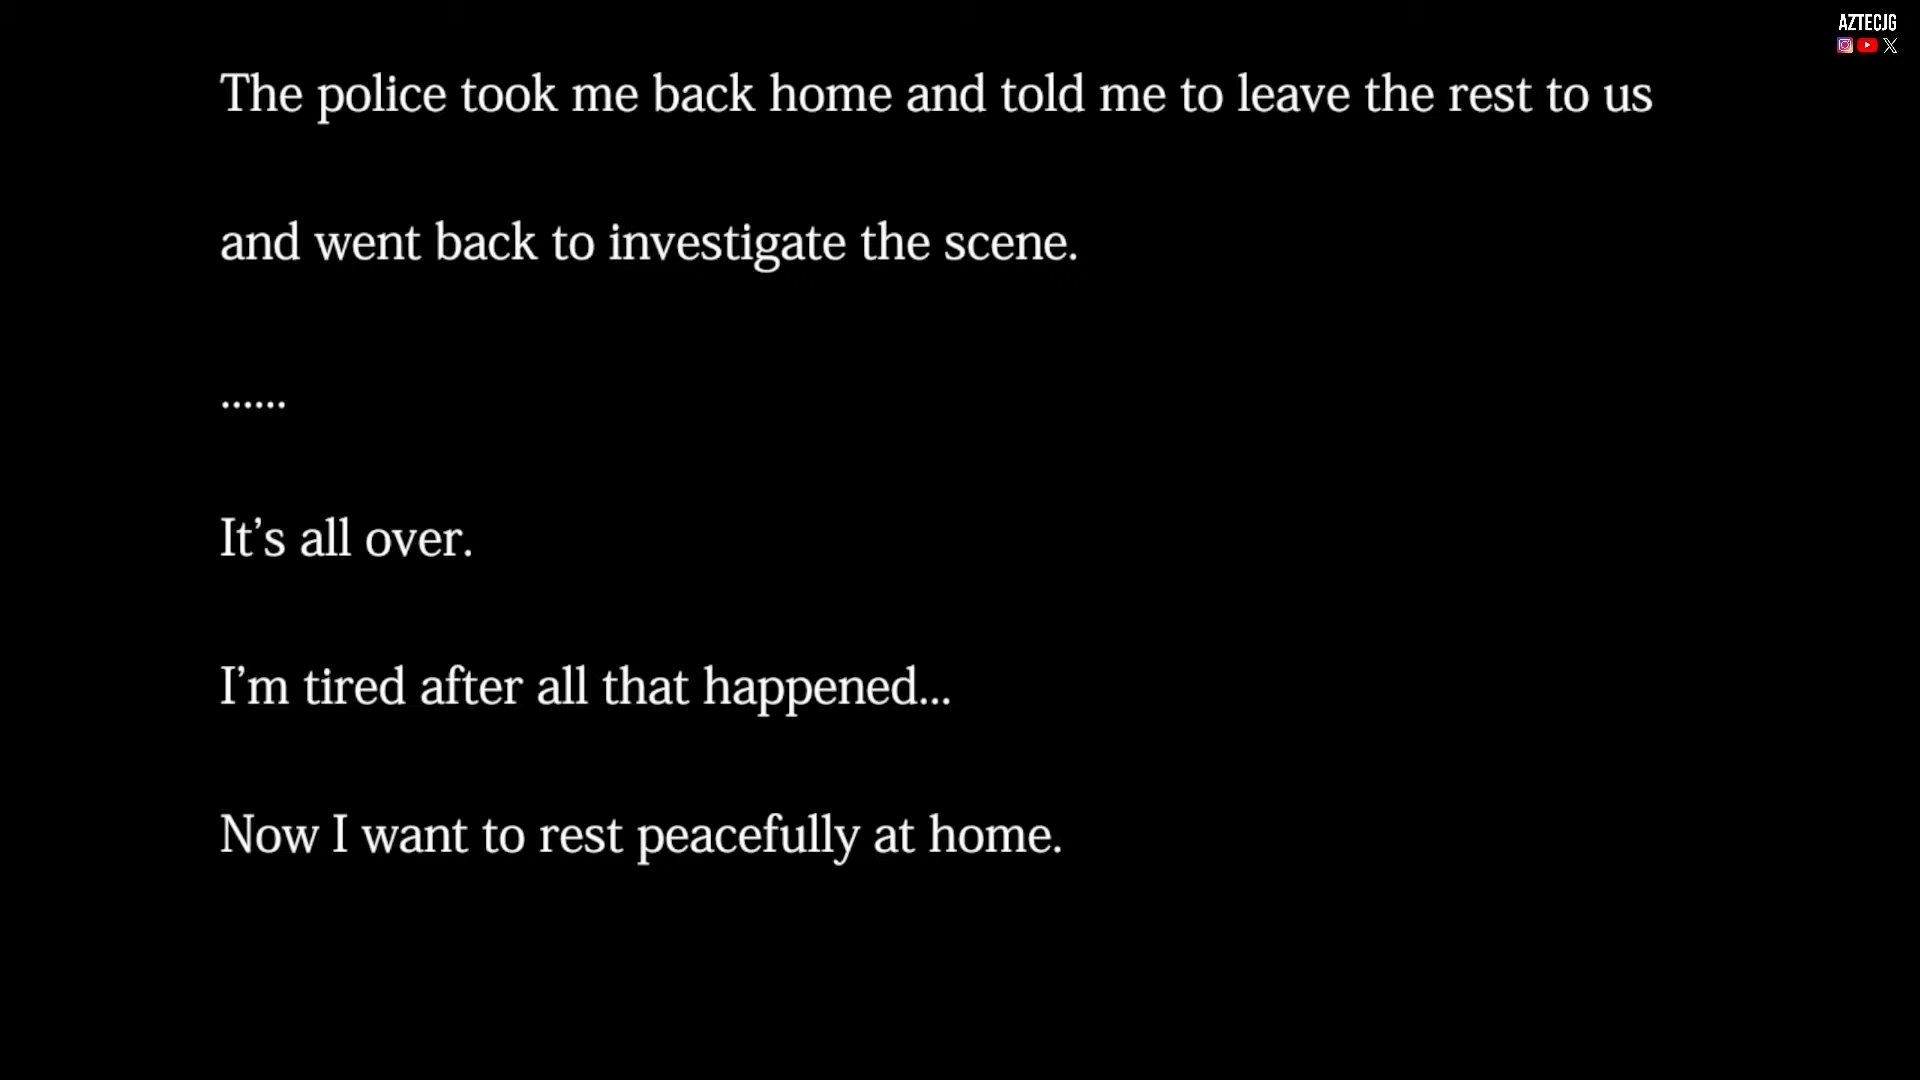 AZTECJG
The police took me back home and told me to leave the rest to us
and went back to investigate the scene.
......
It’s all over.
I’m tired after all that happened...
Now I want to rest peacefully at home.